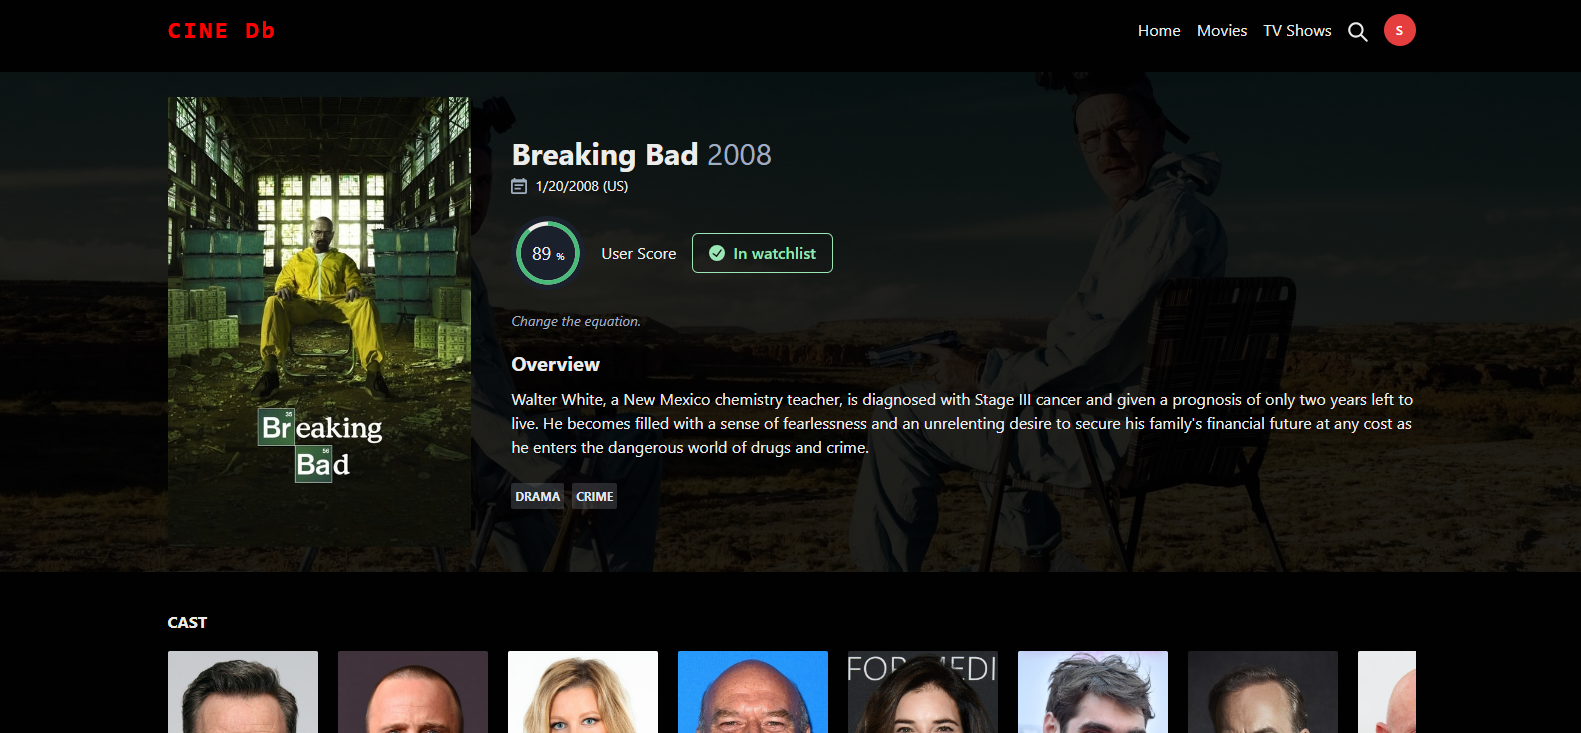 CINE Db
Home Movies TV Shows S
Breaking Bad 2008
1/20/2008 (US)
89 %
User Score
In watchlist
Change the equation.
Overview
Walter White, a New Mexico chemistry teacher, is diagnosed with Stage III cancer and given a prognosis of only two years left to
live. He becomes filled with a sense of fearlessness and an unrelenting desire to secure his family's financial future at any cost as
he enters the dangerous world of drugs and crime.
DRAMA CRIME
35
Breaking
56
Bad
CAST
FOR MEDI